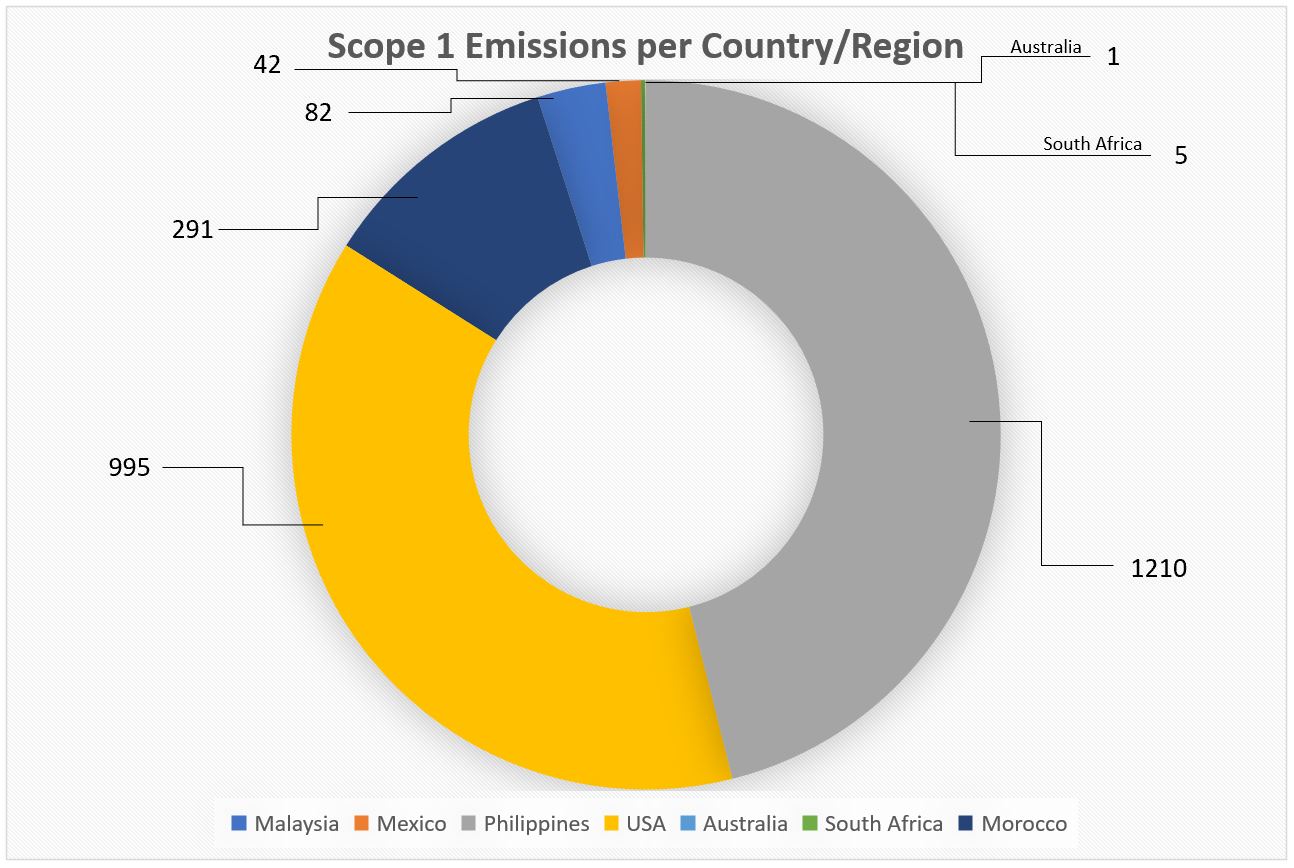 Scope 1 Emissions per Country/Region
42
Australia 1
82
South Africa 5
291
995
1210
Malaysia Mexico Philippines USA Australia South Africa Morocco